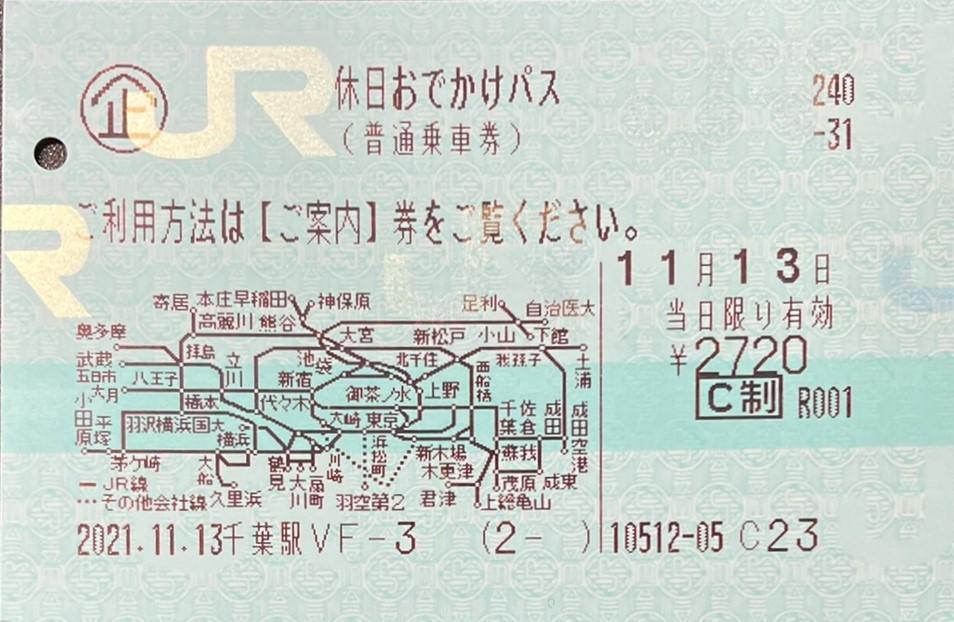 企 JR 休日おでかけパス 240
（普通乗車券） -31
ご利用方法は【ご案内】券をご覧ください。
11月13日
当日限り有効
¥2720
C制 R001
寄居 本庄早稲田 神保原 足利 自治医大
高麗川 熊谷 大宮 新松戸 小山 下館
奥多摩 拝島 立川 池袋 北千住 我孫子 土浦
武蔵五日市 八王子 新宿 御茶ノ水 上野 西船橋
大月 橋本 代々木 大崎 東京 千葉 佐倉 成田 成田空港
小田原 平塚 羽沢横浜国大 横浜 浜松町 新木場 蘇我
茅ケ崎 大船 鶴見 大川 扇町 川崎 木更津 茂原 成東
━JR線
･･･その他会社線 久里浜 羽空第2 君津 上総亀山
2021.11.13千葉駅VF-3 (2- ) 10512-05 C23